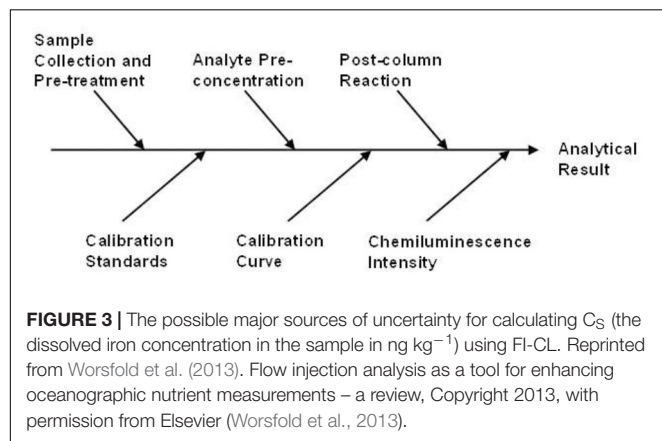 Sample
Collection and
Pre-treatment
Analyte Pre-
concentration
Post-column
Reaction
Analytical
Result
Calibration
Standards
Calibration
Curve
Chemiluminescence
Intensity
FIGURE 3 | The possible major sources of uncertainty for calculating C_S (the
dissolved iron concentration in the sample in ng kg⁻¹) using FI-CL. Reprinted
from Worsfold et al. (2013). Flow injection analysis as a tool for enhancing
oceanographic nutrient measurements – a review, Copyright 2013, with
permission from Elsevier (Worsfold et al., 2013).